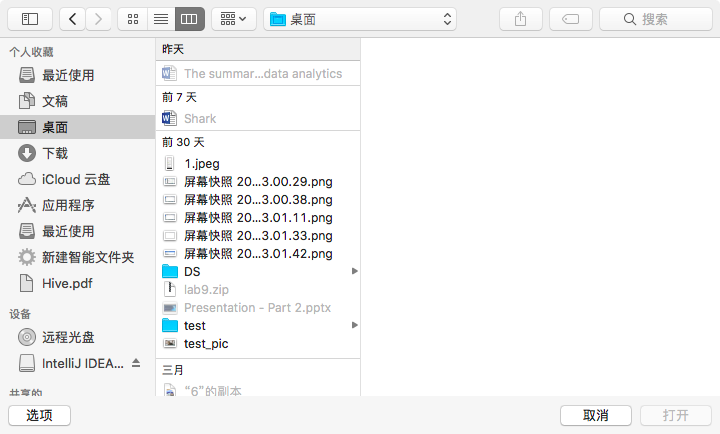 桌面
搜索
个人收藏
最近使用
文稿
桌面
下载
iCloud 云盘
应用程序
最近使用
新建智能文件夹
Hive.pdf
设备
远程光盘
IntelliJ IDEA...
共享的
昨天
The summar...data analytics
前 7 天
Shark
前 30 天
1.jpeg
屏幕快照 20...3.00.29.png
屏幕快照 20...3.00.38.png
屏幕快照 20...3.01.11.png
屏幕快照 20...3.01.33.png
屏幕快照 20...3.01.42.png
DS
lab9.zip
Presentation - Part 2.pptx
test
test_pic
三月
“6”的副本
选项
取消
打开